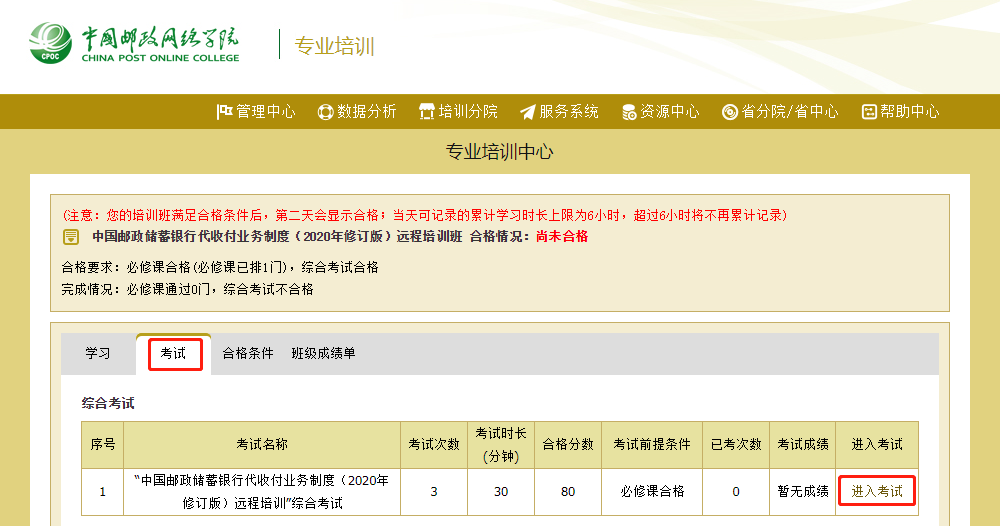 中国邮政网络学院
CHINA POST ONLINE COLLEGE
CPOC
专业培训
管理中心 数据分析 培训分院 服务系统 资源中心 省分院/省中心 帮助中心
专业培训中心
(注意：您的培训班满足合格条件后，第二天会显示合格；当天可记录的累计学习时长上限为6小时，超过6小时将不再累计记录)
中国邮政储蓄银行代收付业务制度（2020年修订版）远程培训班 合格情况：尚未合格
合格要求：必修课合格(必修课已排1门)，综合考试合格
完成情况：必修课通过0门，综合考试不合格
学习 考试 合格条件 班级成绩单
综合考试
序号 考试名称 考试次数 考试时长(分钟) 合格分数 考试前提条件 已考次数 考试成绩 进入考试
1 “中国邮政储蓄银行代收付业务制度（2020年修订版）远程培训”综合考试 3 30 80 必修课合格 0 暂无成绩 进入考试